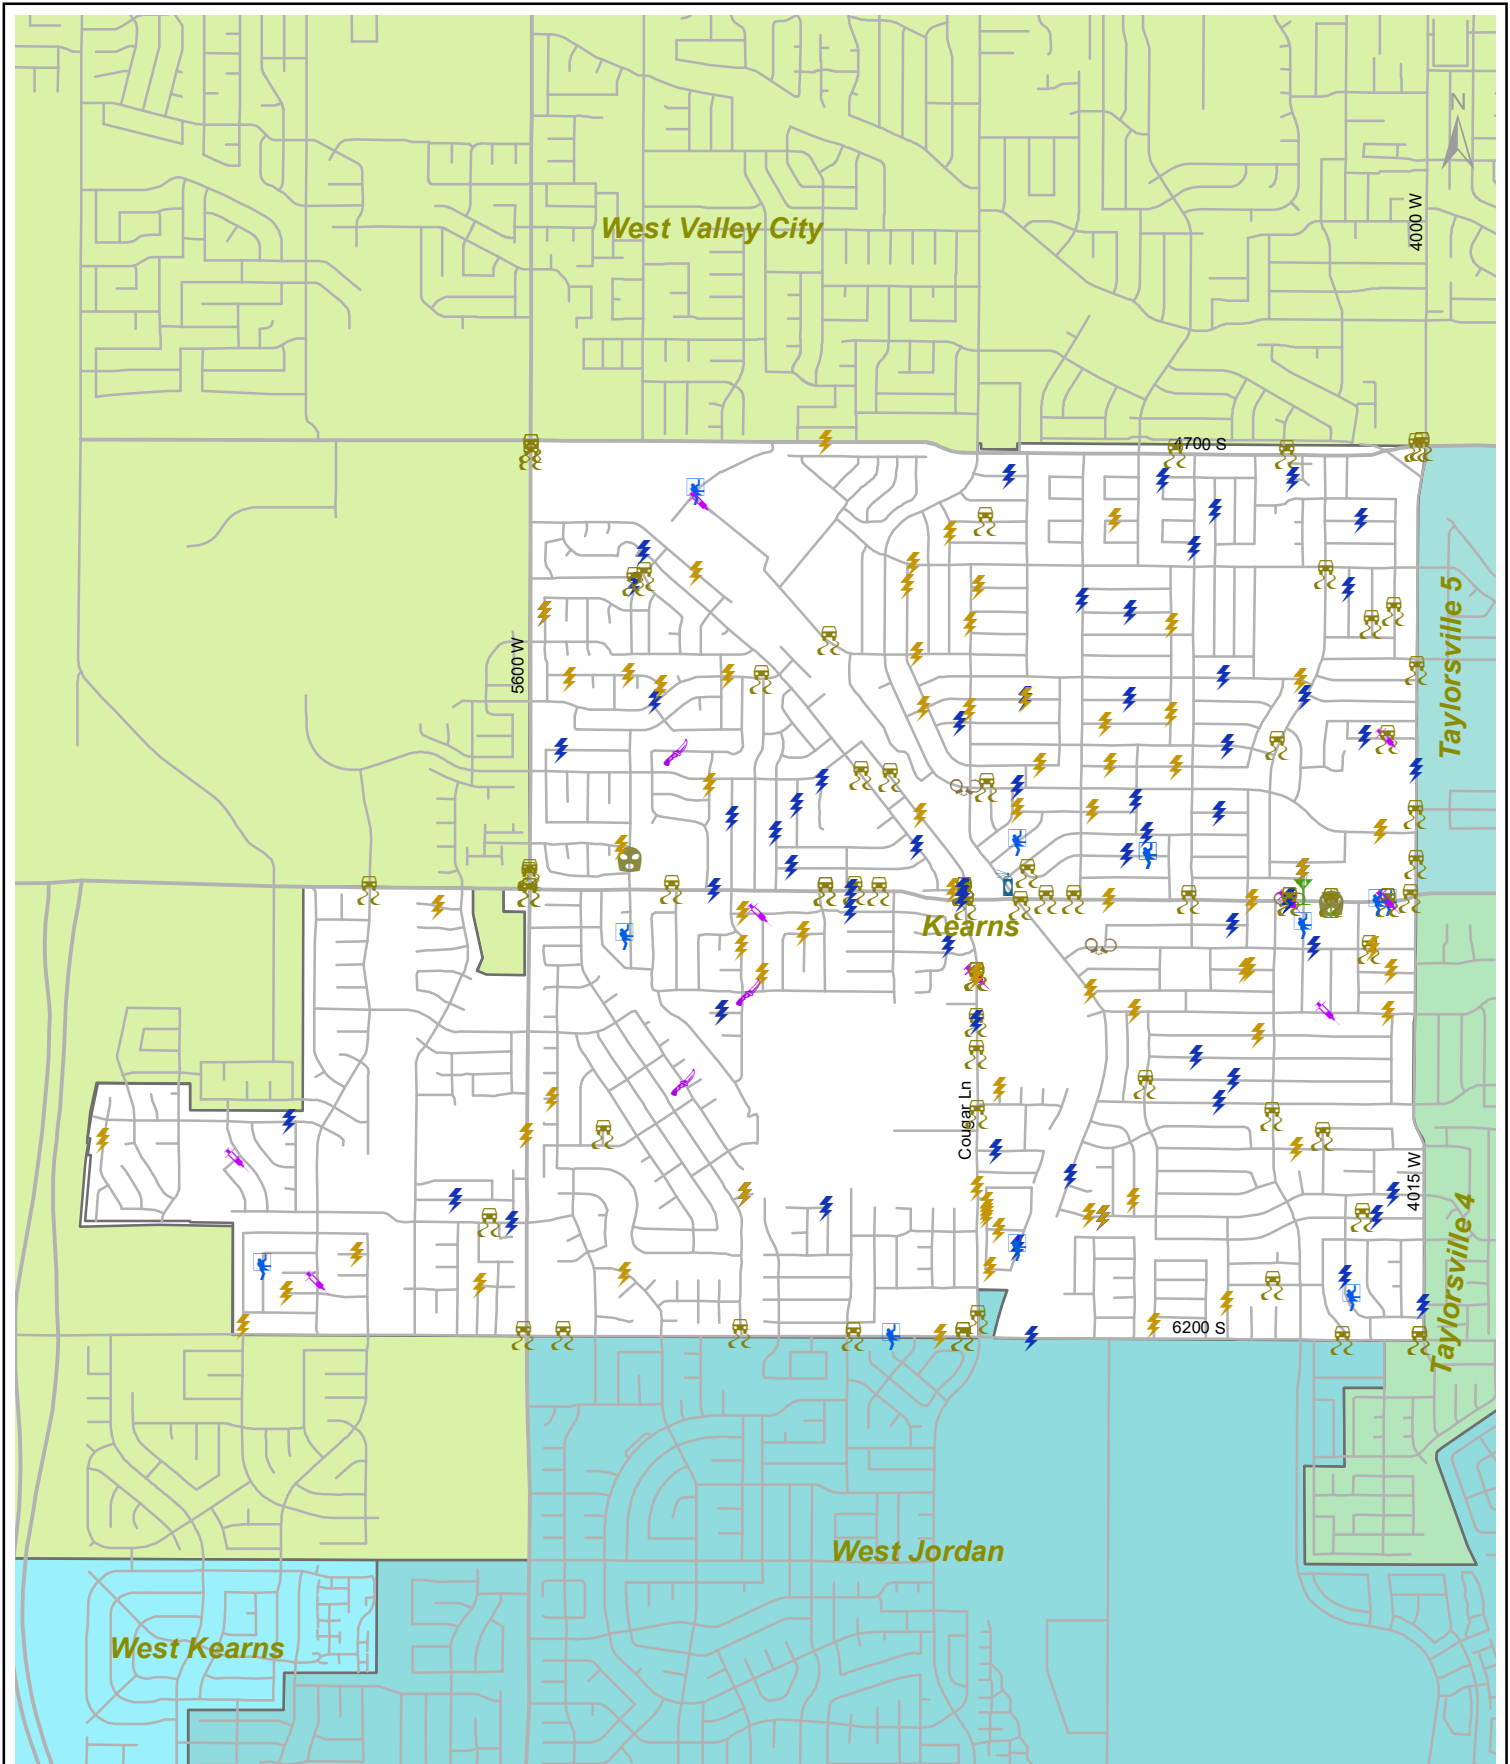 N
4000 W
West Valley City
4700 S
Taylorsville 5
5600 W
Kearns
Cougar Ln
4015 W
Taylorsville 4
6200 S
West Jordan
West Kearns